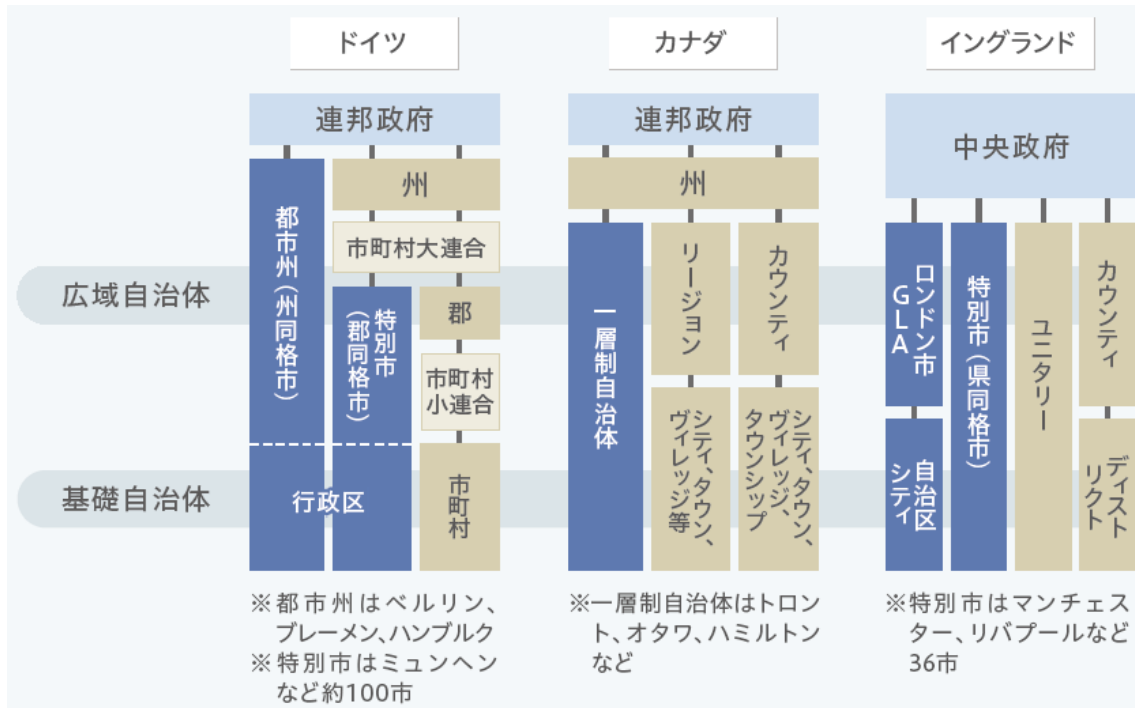 ドイツ
カナダ
イングランド
連邦政府
連邦政府
中央政府
広域自治体
基礎自治体
都市州(州同格市)
州
市町村大連合
特別市
(郡同格市)
郡
市町村
小連合
行政区
市町村
州
一層制自治体
リージョン
カウンティ
シティ、タウン、
ヴィレッジ等
シティ、タウン、
ヴィレッジ、
タウンシップ
ロンドン市
GLA
自治区
シティ
特別市(県同格市)
ユニタリー
カウンティ
ディスト
リクト
※都市州はベルリン、
ブレーメン、ハンブルク
※特別市はミュンヘン
など約100市
※一層制自治体はトロン
ト、オタワ、ハミルトン
など
※特別市はマンチェス
ター、リバプールなど
36市